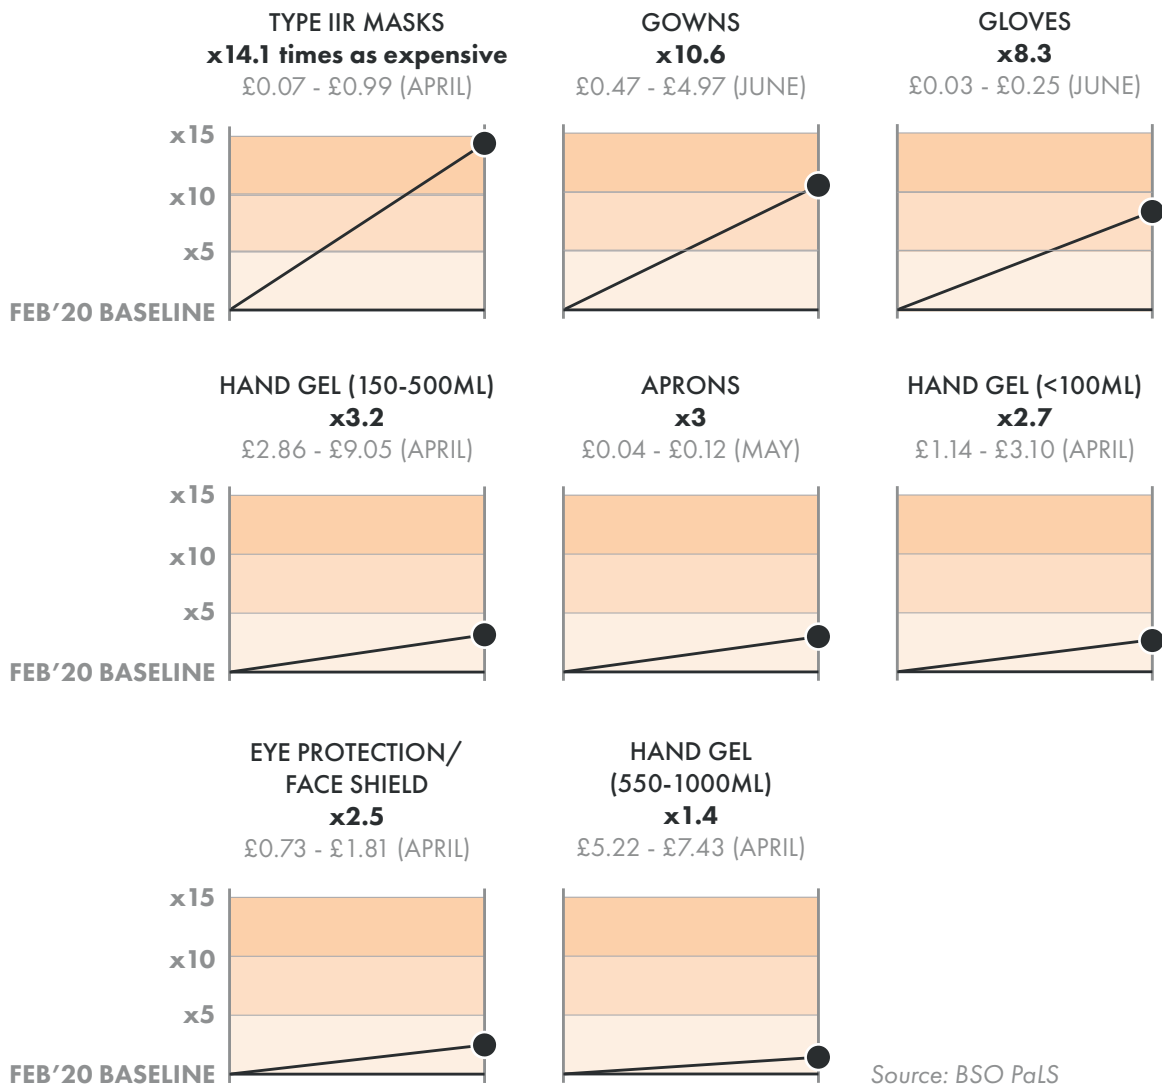 TYPE IIR MASKS
x14.1 times as expensive
£0.07 - £0.99 (APRIL)
GOWNS
x10.6
£0.47 - £4.97 (JUNE)
GLOVES
x8.3
£0.03 - £0.25 (JUNE)
x15
x10
x5
FEB’20 BASELINE
HAND GEL (150-500ML)
x3.2
£2.86 - £9.05 (APRIL)
APRONS
x3
£0.04 - £0.12 (MAY)
HAND GEL (<100ML)
x2.7
£1.14 - £3.10 (APRIL)
x15
x10
x5
FEB’20 BASELINE
EYE PROTECTION/
FACE SHIELD
x2.5
£0.73 - £1.81 (APRIL)
HAND GEL
(550-1000ML)
x1.4
£5.22 - £7.43 (APRIL)
x15
x10
x5
FEB’20 BASELINE
Source: BSO PaLS